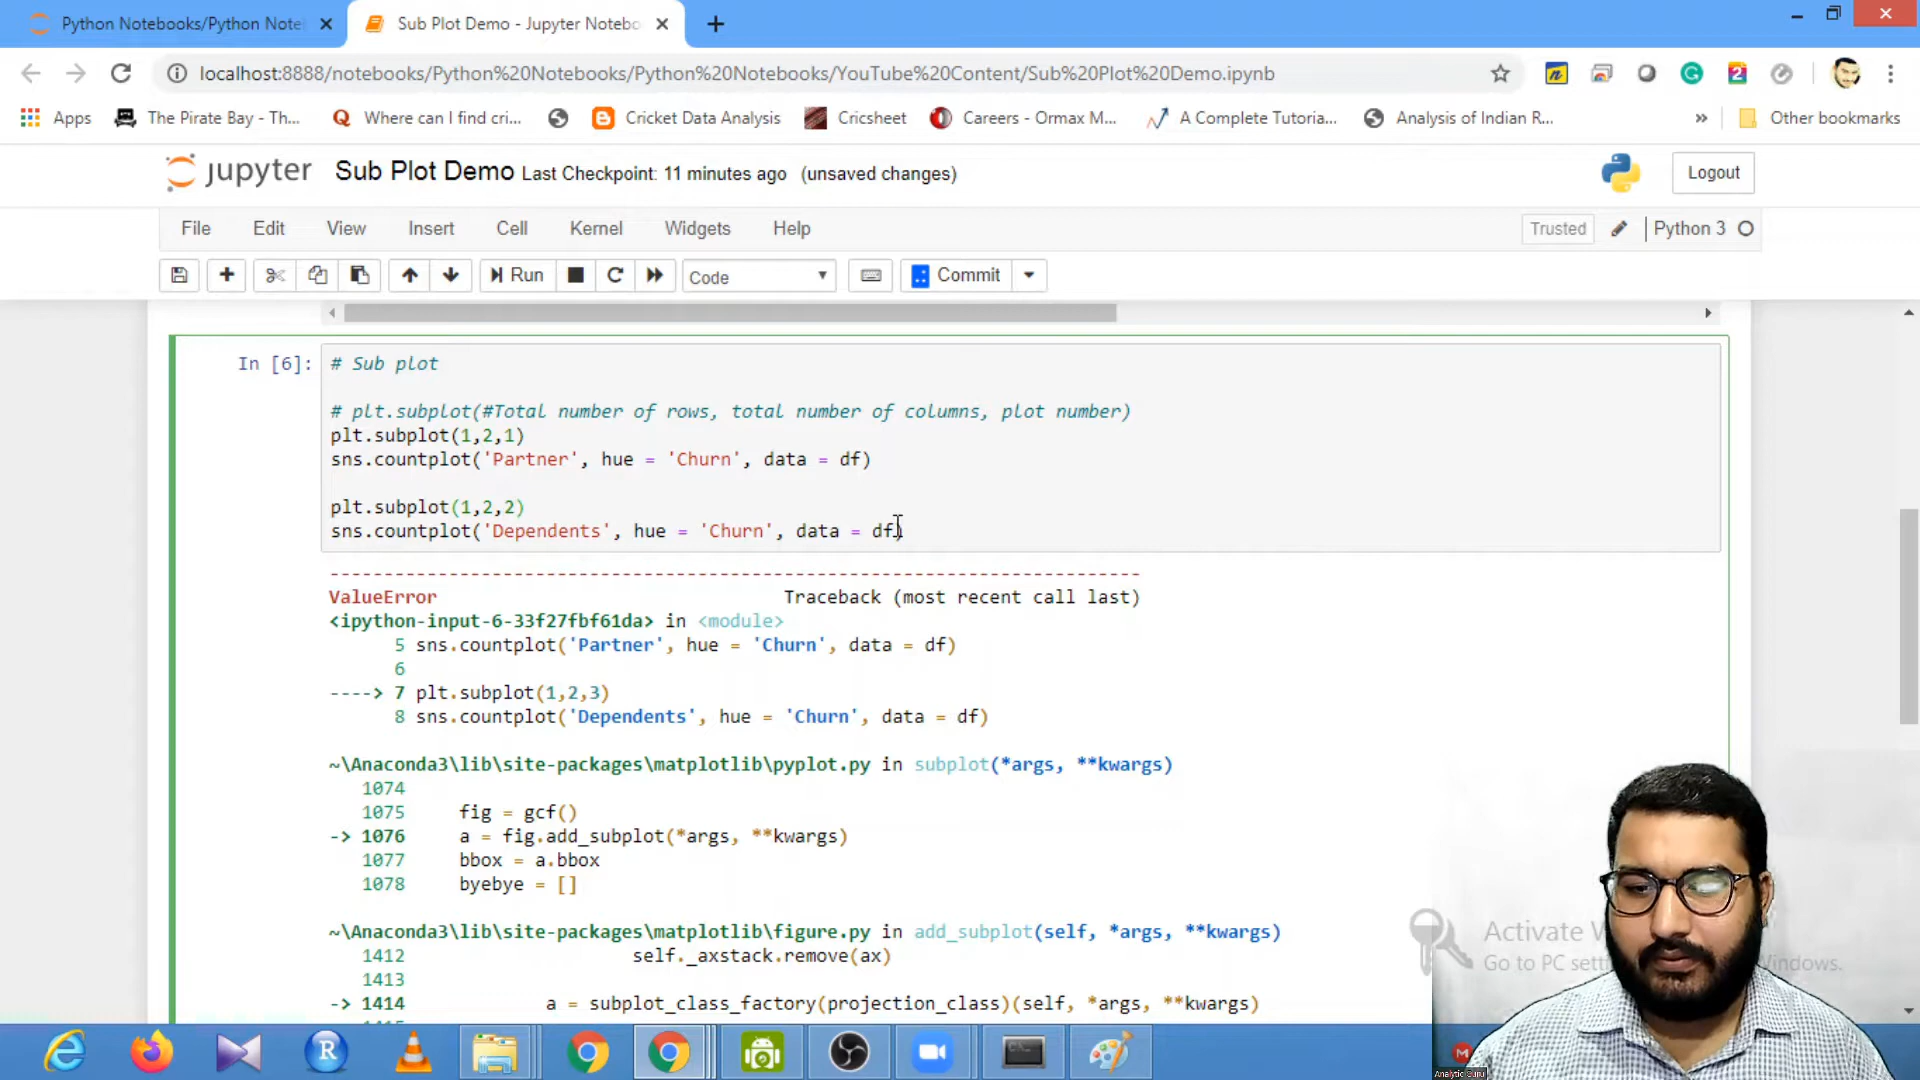 Python Notebooks/Python Note
Sub Plot Demo - Jupyter Notebo
localhost:8888/notebooks/Python%20Notebooks/Python%20Notebooks/YouTube%20Content/Sub%20Plot%20Demo.ipynb
Apps
The Pirate Bay - Th...
Where can I find cri...
Cricket Data Analysis
Cricsheet
Careers - Ormax M...
A Complete Tutoria...
Analysis of Indian R...
»
Other bookmarks
jupyter Sub Plot Demo Last Checkpoint: 11 minutes ago (unsaved changes)
Logout
File Edit View Insert Cell Kernel Widgets Help
Trusted
Python 3
Run
Code
Commit
In [6]:
# Sub plot
# plt.subplot(#Total number of rows, total number of columns, plot number)
plt.subplot(1,2,1)
sns.countplot('Partner', hue = 'Churn', data = df)
plt.subplot(1,2,2)
sns.countplot('Dependents', hue = 'Churn', data = df)
---------------------------------------------------------------------------
ValueError Traceback (most recent call last)
<ipython-input-6-33f27fbf61da> in <module>
5 sns.countplot('Partner', hue = 'Churn', data = df)
6
----> 7 plt.subplot(1,2,3)
8 sns.countplot('Dependents', hue = 'Churn', data = df)
~\Anaconda3\lib\site-packages\matplotlib\pyplot.py in subplot(*args, **kwargs)
1074
1075 fig = gcf()
-> 1076 a = fig.add_subplot(*args, **kwargs)
1077 bbox = a.bbox
1078 byebye = []
~\Anaconda3\lib\site-packages\matplotlib\figure.py in add_subplot(self, *args, **kwargs)
1412 self._axstack.remove(ax)
1413
-> 1414 a = subplot_class_factory(projection_class)(self, *args, **kwargs)
Activate W
Go to PC sett
indows.
Analytic Guru